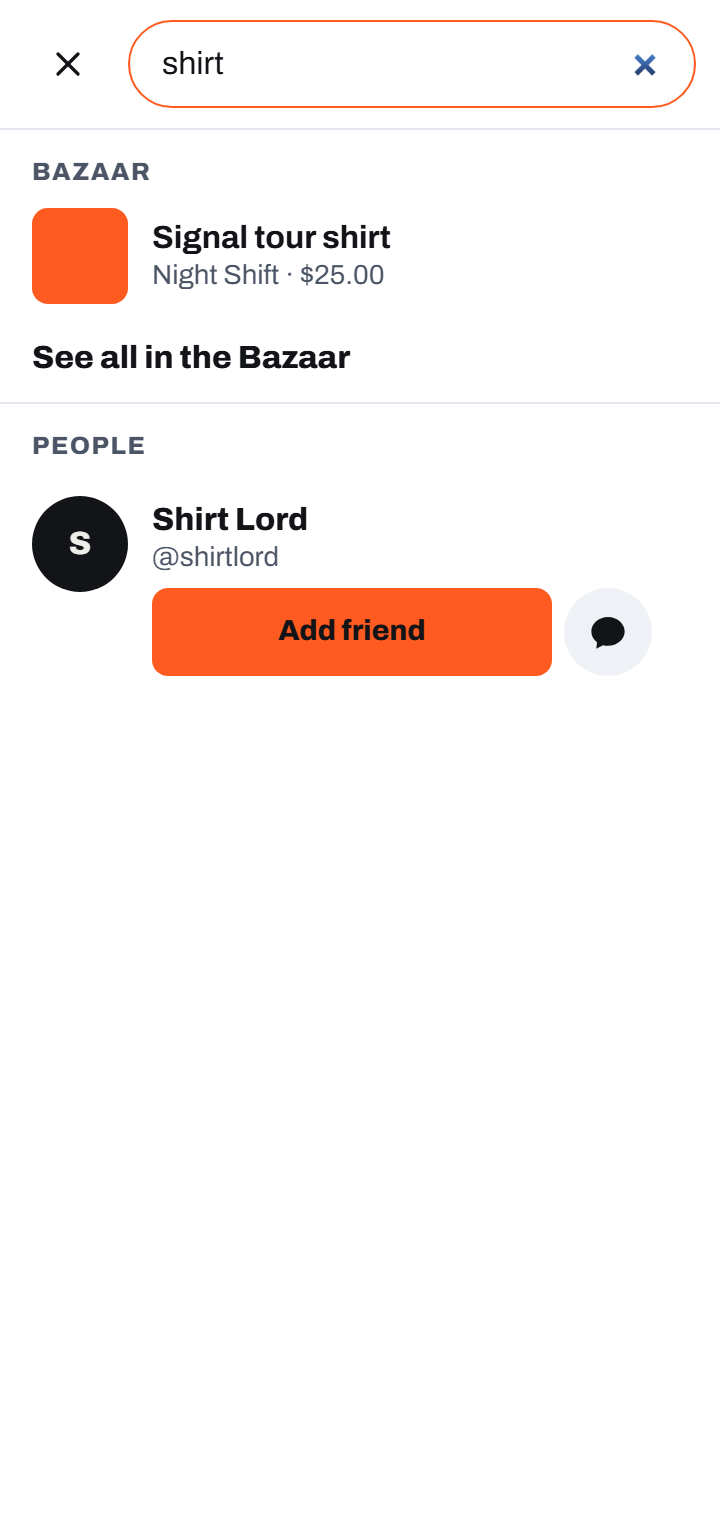 shirt
BAZAAR
Signal tour shirt
Night Shift · $25.00
See all in the Bazaar
PEOPLE
S
Shirt Lord
@shirtlord
Add friend